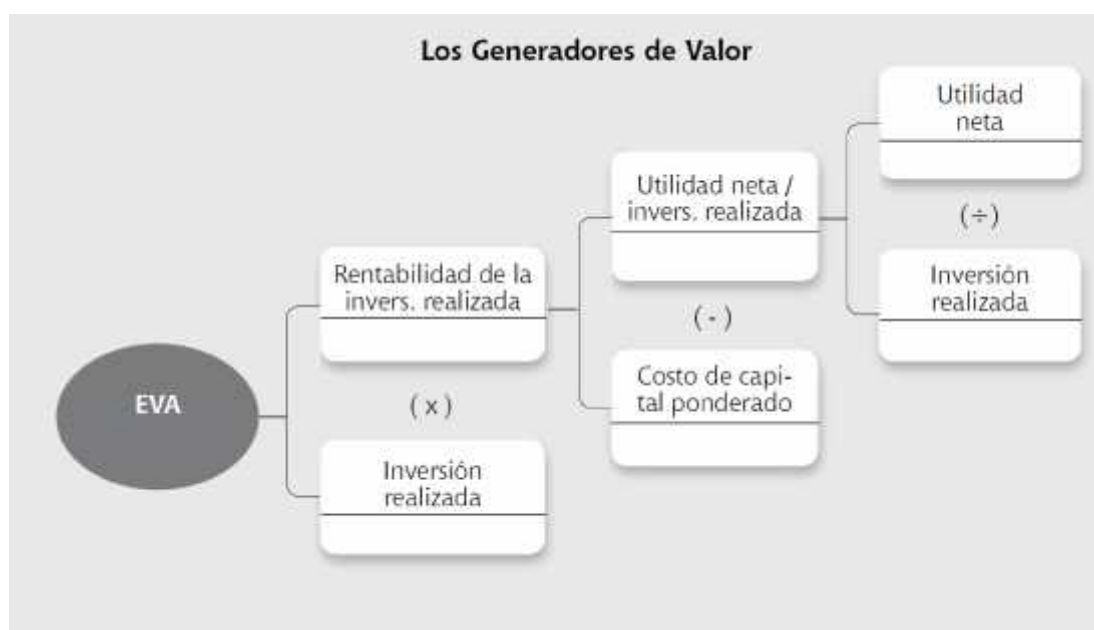 Los Generadores de Valor
Utilidad
neta
(÷)
Inversión
realizada
Utilidad neta /
invers. realizada
(-)
Costo de capi-
tal ponderado
Rentabilidad de la
invers. realizada
(x)
Inversión
realizada
EVA